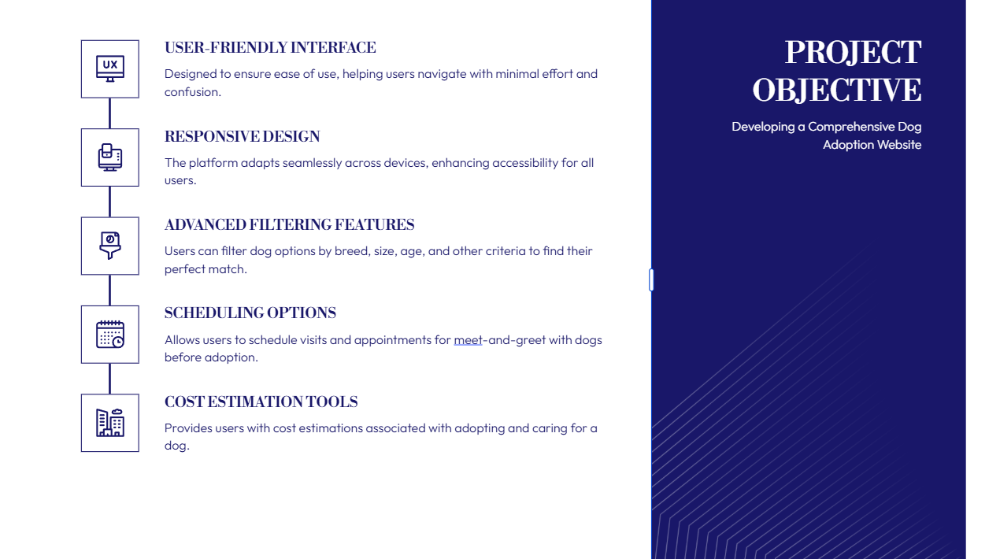 PROJECT
OBJECTIVE
Developing a Comprehensive Dog
Adoption Website
UX
USER-FRIENDLY INTERFACE
Designed to ensure ease of use, helping users navigate with minimal effort and
confusion.
RESPONSIVE DESIGN
The platform adapts seamlessly across devices, enhancing accessibility for all
users.
ADVANCED FILTERING FEATURES
Users can filter dog options by breed, size, age, and other criteria to find their
perfect match.
SCHEDULING OPTIONS
Allows users to schedule visits and appointments for meet-and-greet with dogs
before adoption.
COST ESTIMATION TOOLS
Provides users with cost estimations associated with adopting and caring for a
dog.